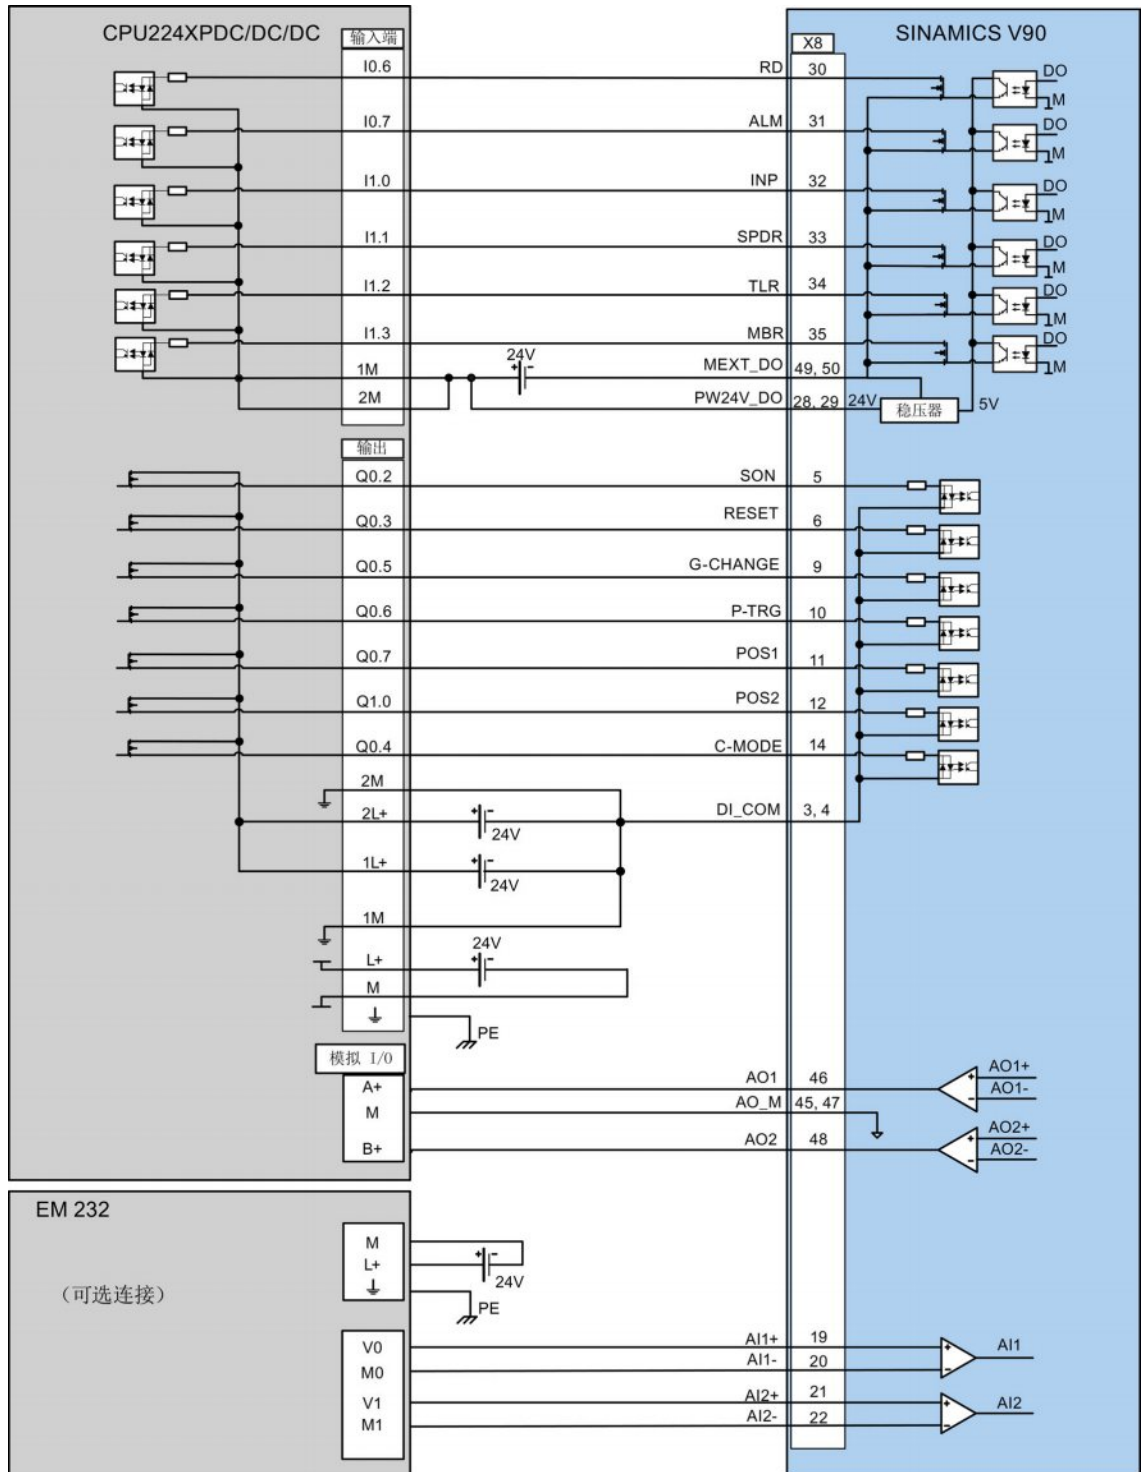 CPU224XPDC/DC/DC
输入端
SINAMICS V90
X8
I0.6
RD
30
DO
M
I0.7
ALM
31
DO
M
I1.0
INP
32
DO
M
I1.1
SPDR
33
DO
M
I1.2
TLR
34
DO
M
I1.3
MBR
35
DO
M
1M
24V
MEXT_DO
49, 50
2M
PW24V_DO
28, 29
24V
稳压器
5V
输出
Q0.2
SON
5
Q0.3
RESET
6
Q0.5
G-CHANGE
9
Q0.6
P-TRG
10
Q0.7
POS1
11
Q1.0
POS2
12
Q0.4
C-MODE
14
2M
2L+
24V
DI_COM
3, 4
1L+
24V
1M
24V
L+
M
PE
模拟 I/O
A+
AO1
46
AO1+
AO1-
M
AO_M
45, 47
B+
AO2
48
AO2+
AO2-
EM 232
M
L+
24V
（可选连接）
PE
V0
AI1+
19
AI1
M0
AI1-
20
V1
AI2+
21
AI2
M1
AI2-
22